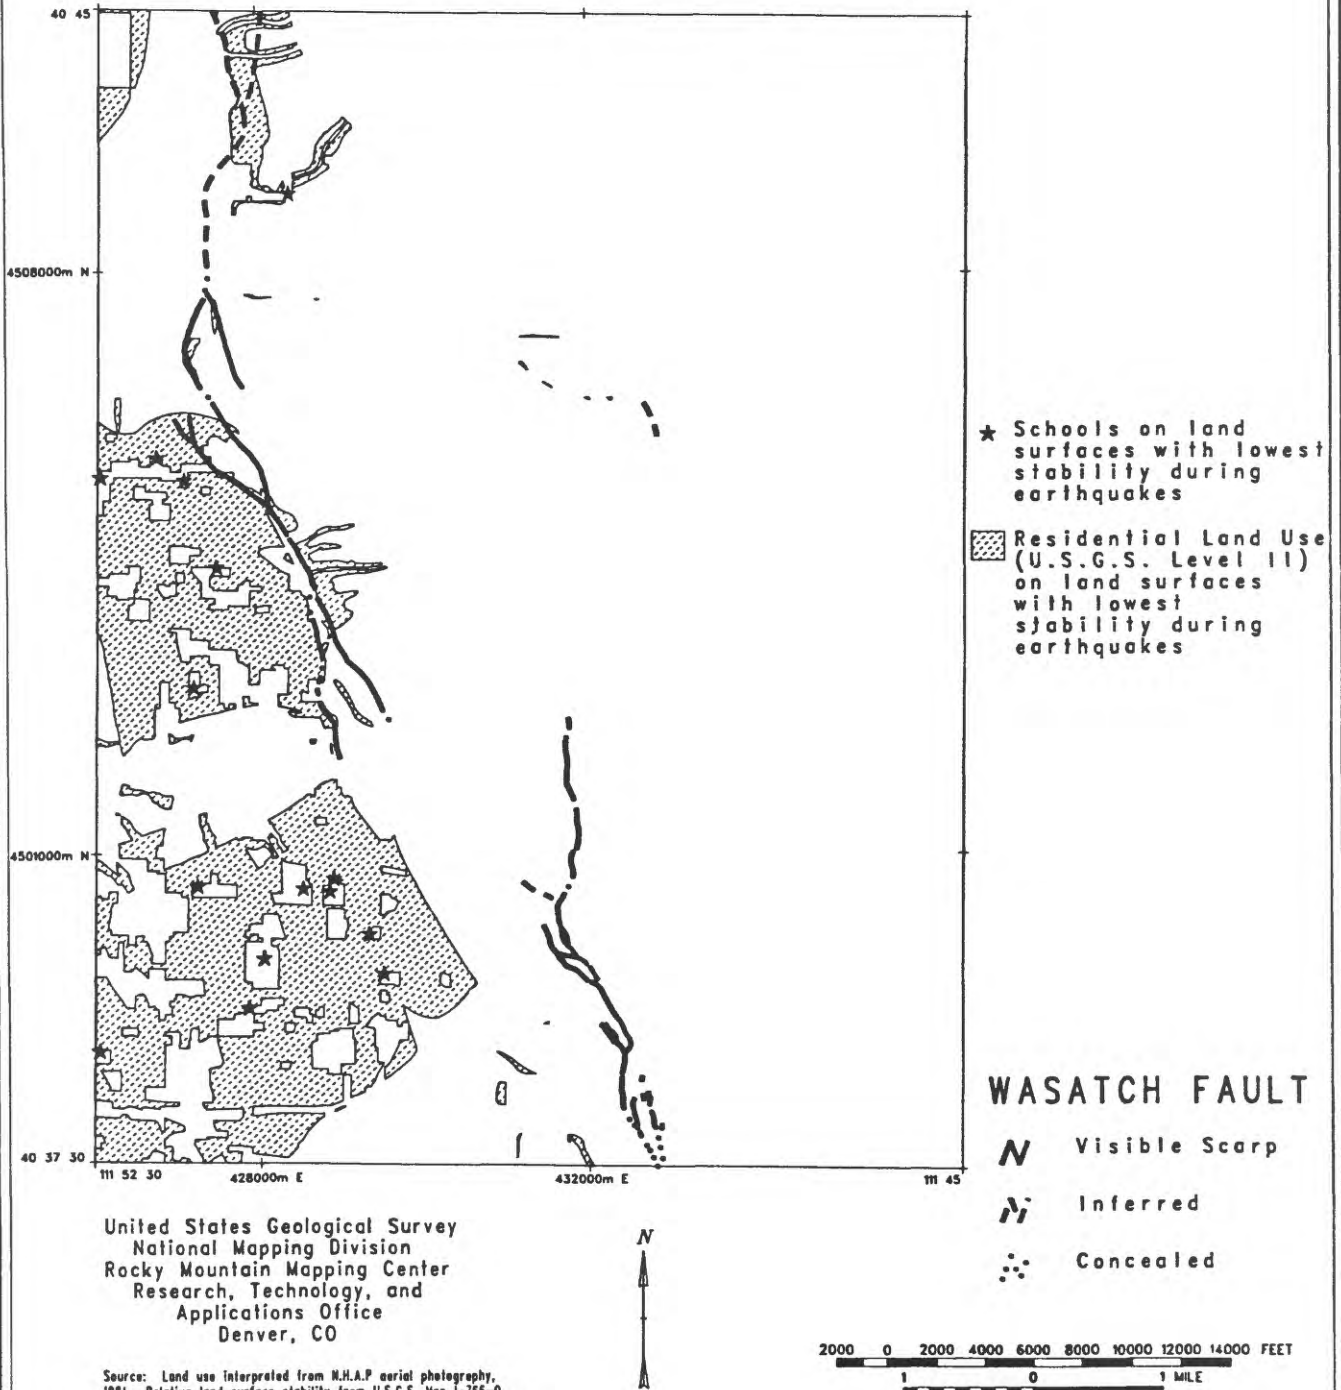 40 45
4508000m N
★ Schools on land
surfaces with lowest
stability during
earthquakes
Residential Land Use
(U.S.G.S. Level II)
on land surfaces
with lowest
stability during
earthquakes
4501000m N
WASATCH FAULT
Visible Scarp
Inferred
Concealed
40 37 30
111 52 30
428000m E
432000m E
111 45
United States Geological Survey
National Mapping Division
Rocky Mountain Mapping Center
Research, Technology, and
Applications Office
Denver, CO
N
2000 0 2000 4000 6000 8000 10000 12000 14000 FEET
1 0 1 MILE
Source: Land use interpreted from N.H.A.P aerial photography,